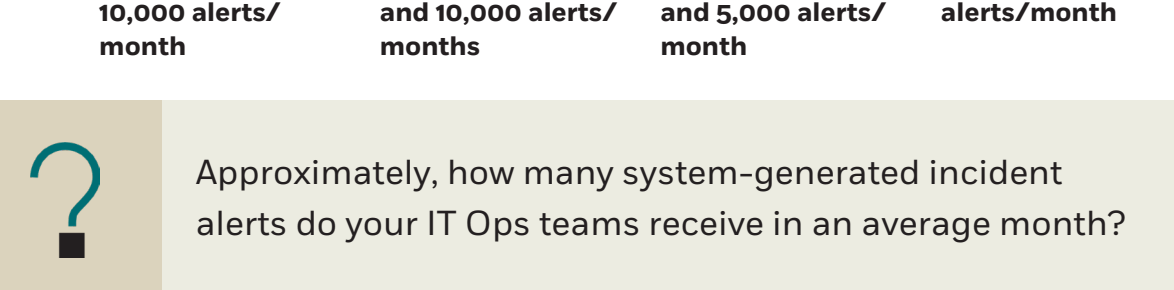 10,000 alerts/
month
and 10,000 alerts/
months
and 5,000 alerts/
month
alerts/month
Approximately, how many system-generated incident
alerts do your IT Ops teams receive in an average month?